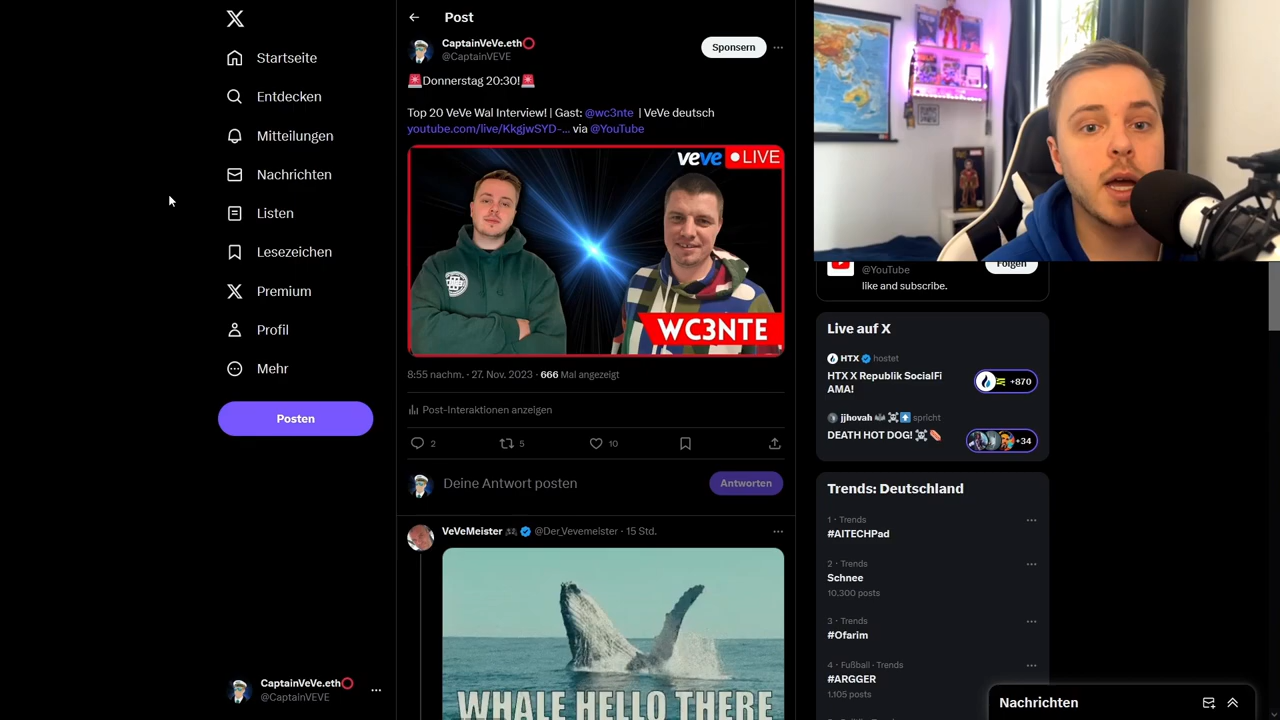 Startseite
Entdecken
Mitteilungen
Nachrichten
Listen
Lesezeichen
Premium
Profil
Mehr
Posten
CaptainVeVe.eth⭕
@CaptainVEVE
Post
CaptainVeVe.eth⭕
@CaptainVEVE
Sponsern
🚨Donnerstag 20:30!🚨
Top 20 VeVe Wal Interview! | Gast: @wc3nte | VeVe deutsch
youtube.com/live/KkgjwSYD-... via @YouTube
veve LIVE
WC3NTE
8:55 nachm. · 27. Nov. 2023 · 666 Mal angezeigt
Post-Interaktionen anzeigen
2 5 10
Deine Antwort posten
Antworten
VeVeMeister @Der_Vevemeister · 15 Std.
WHALE HELLO THERE
@YouTube
Folgen
like and subscribe.
Live auf X
HTX hostet
HTX X Republik SocialFi
AMA!
+870
jjhovah spricht
DEATH HOT DOG! ☠️🌭
+34
Trends: Deutschland
1 · Trends
#AITECHPad
2 · Trends
Schnee
10.300 posts
3 · Trends
#Ofarim
4 · Fußball · Trends
#ARGGER
1.105 posts
Nachrichten